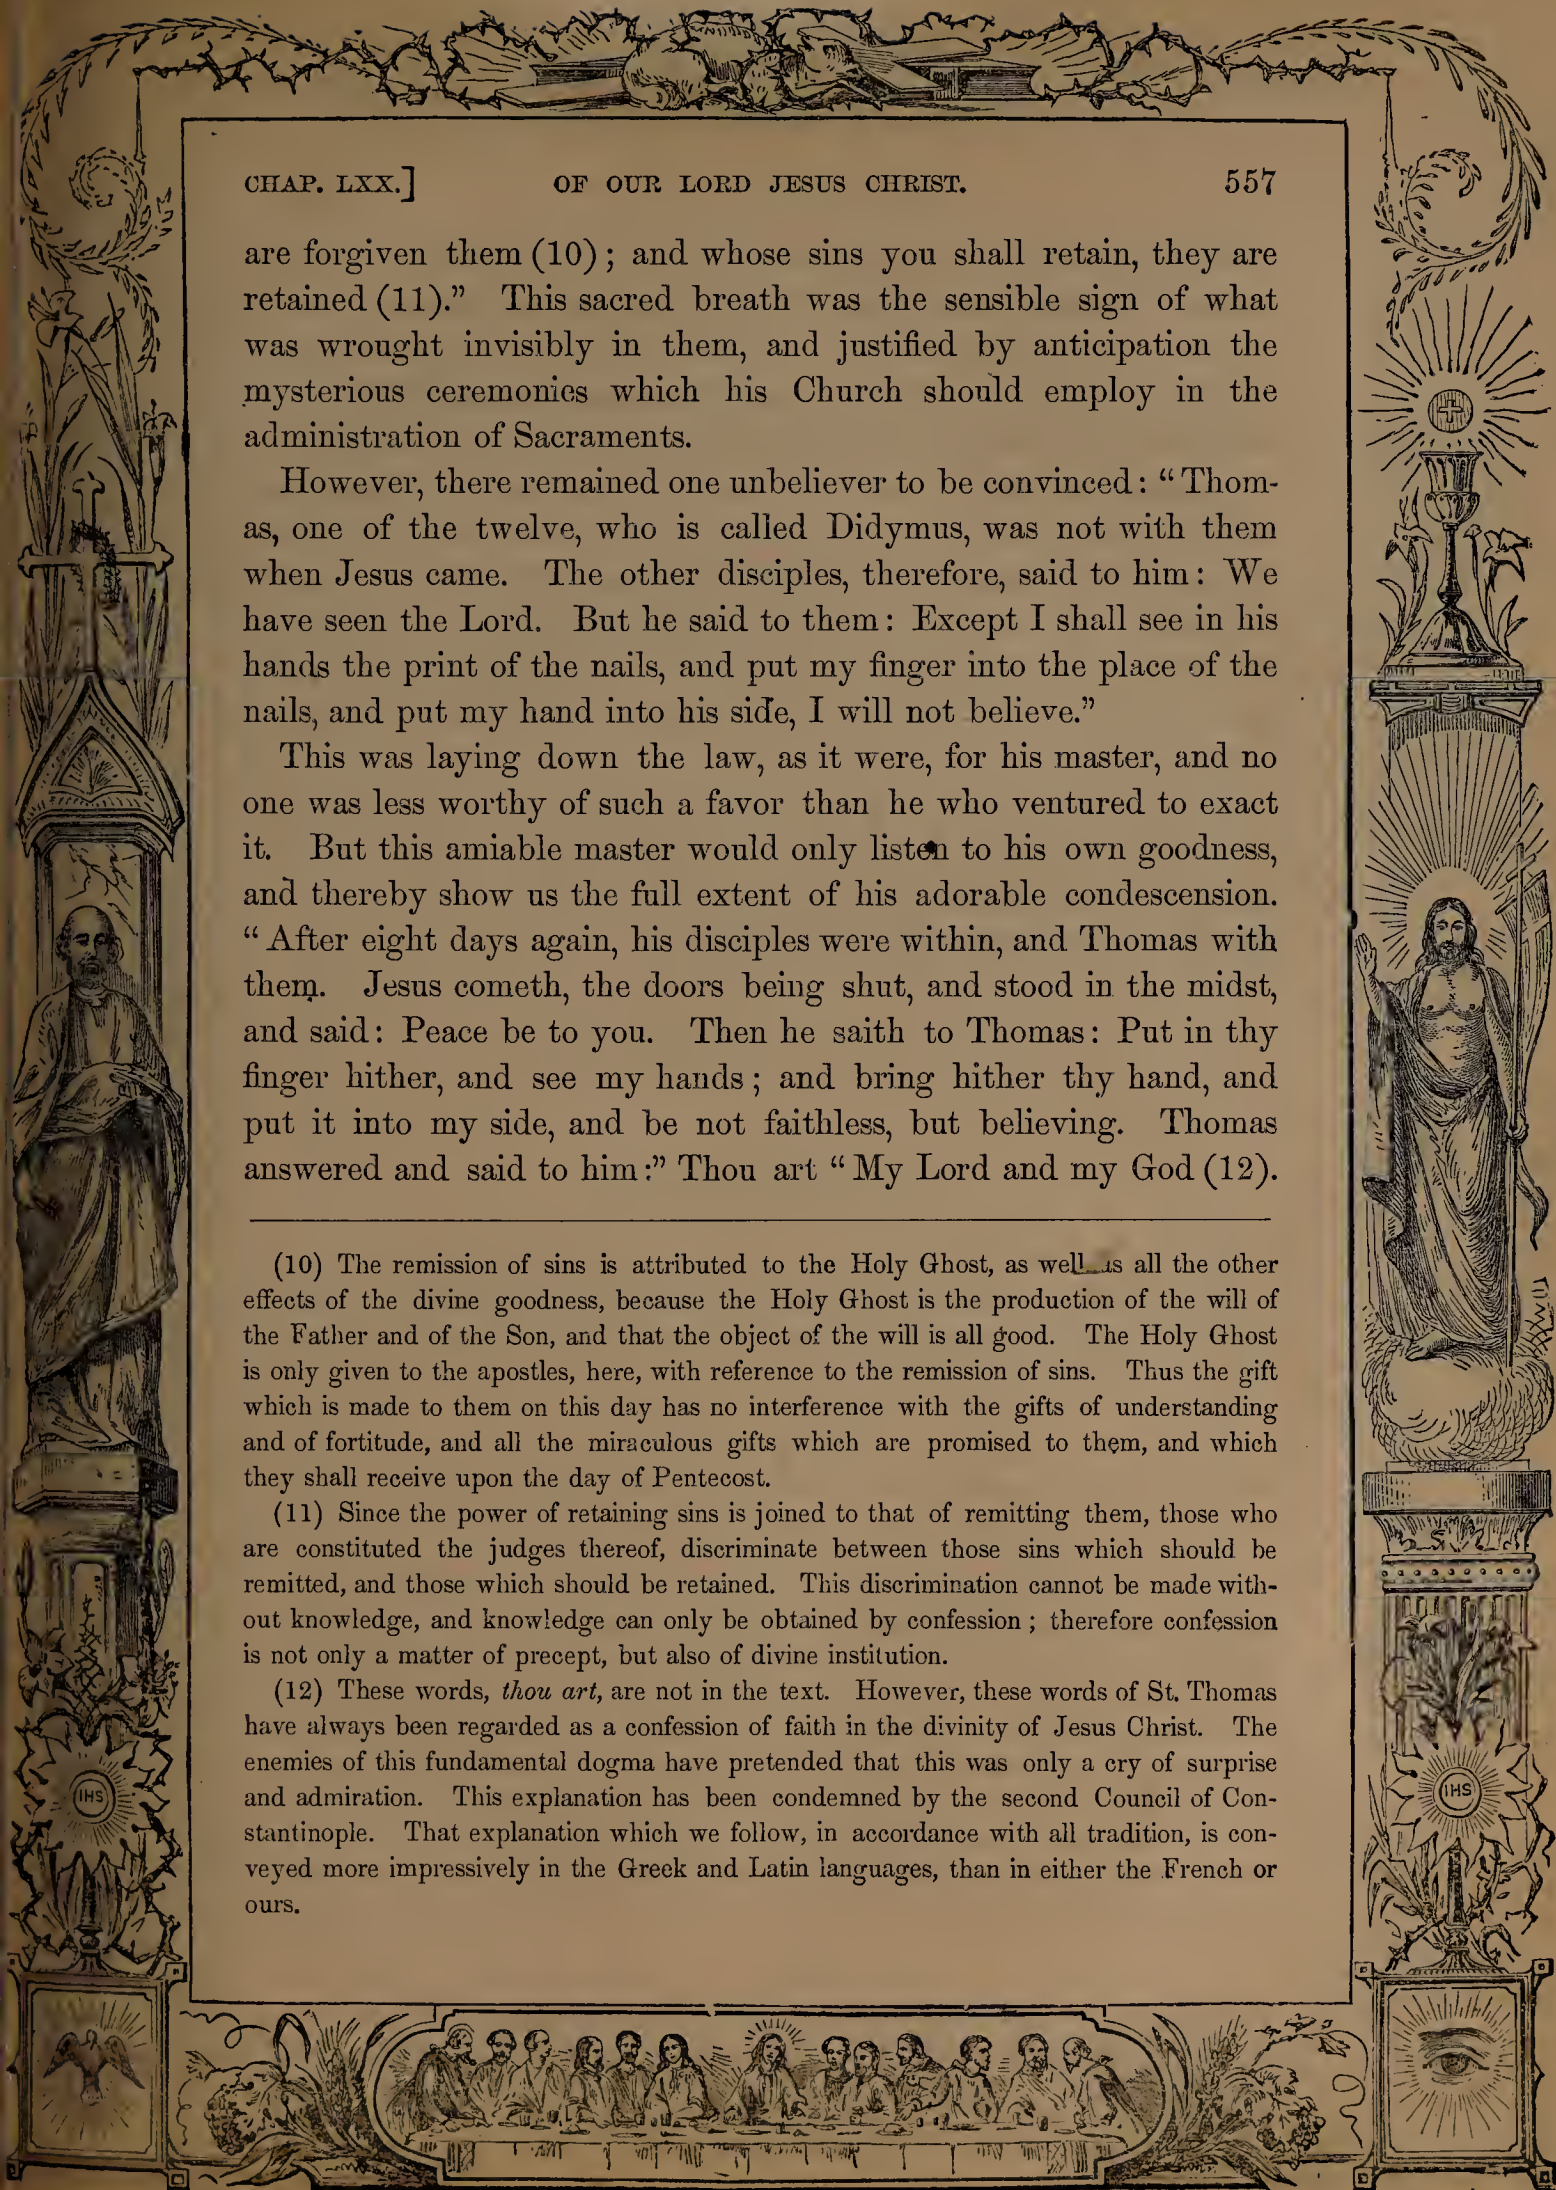 CHAP. LXX.] OF OUR LORD JESUS CHRIST. 557
are forgiven them (10); and whose sins you shall retain, they are
retained (11).” This sacred breath was the sensible sign of what
was wrought invisibly in them, and justified by anticipation the
mysterious ceremonies which his Church should employ in the
administration of Sacraments.
However, there remained one unbeliever to be convinced: “Thom-
as, one of the twelve, who is called Didymus, was not with them
when Jesus came. The other disciples, therefore, said to him: We
have seen the Lord. But he said to them: Except I shall see in his
hands the print of the nails, and put my finger into the place of the
nails, and put my hand into his side, I will not believe.”
This was laying down the law, as it were, for his master, and no
one was less worthy of such a favor than he who ventured to exact
it. But this amiable master would only listen to his own goodness,
and thereby show us the full extent of his adorable condescension.
“After eight days again, his disciples were within, and Thomas with
them. Jesus cometh, the doors being shut, and stood in the midst,
and said: Peace be to you. Then he saith to Thomas: Put in thy
finger hither, and see my hands; and bring hither thy hand, and
put it into my side, and be not faithless, but believing. Thomas
answered and said to him:” Thou art “My Lord and my God (12).
(10) The remission of sins is attributed to the Holy Ghost, as well as all the other
effects of the divine goodness, because the Holy Ghost is the production of the will of
the Father and of the Son, and that the object of the will is all good. The Holy Ghost
is only given to the apostles, here, with reference to the remission of sins. Thus the gift
which is made to them on this day has no interference with the gifts of understanding
and of fortitude, and all the miraculous gifts which are promised to them, and which
they shall receive upon the day of Pentecost.
(11) Since the power of retaining sins is joined to that of remitting them, those who
are constituted the judges thereof, discriminate between those sins which should be
remitted, and those which should be retained. This discrimination cannot be made with-
out knowledge, and knowledge can only be obtained by confession; therefore confession
is not only a matter of precept, but also of divine institution.
(12) These words, thou art, are not in the text. However, these words of St. Thomas
have always been regarded as a confession of faith in the divinity of Jesus Christ. The
enemies of this fundamental dogma have pretended that this was only a cry of surprise
and admiration. This explanation has been condemned by the second Council of Con-
stantinople. That explanation which we follow, in accordance with all tradition, is con-
veyed more impressively in the Greek and Latin languages, than in either the French or
ours.
IHS
IHS